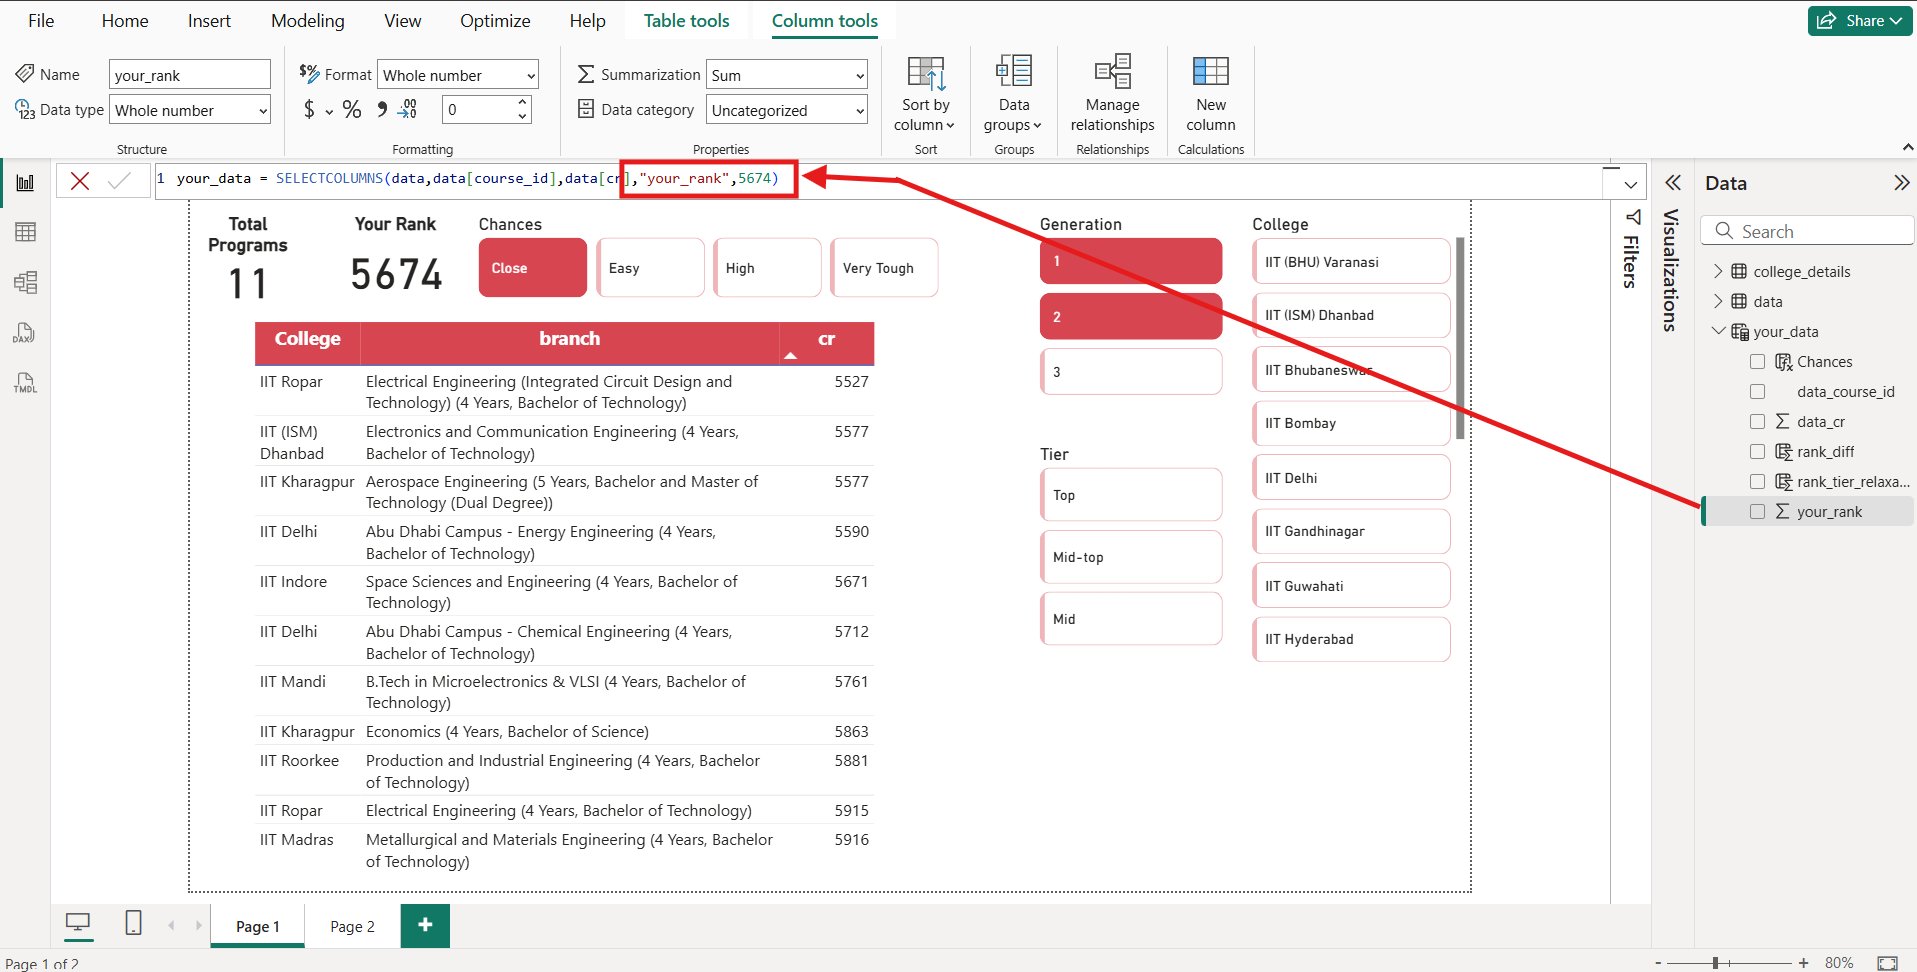 File Home Insert Modeling View Optimize Help Table tools Column tools Share
Name your_rank
Data type Whole number
Structure
Format Whole number
$ % 0
Formatting
Summarization Sum
Data category Uncategorized
Properties
Sort by
column
Sort
Data
groups
Groups
Manage
relationships
Relationships
New
column
Calculations
1 your_data = SELECTCOLUMNS(data,data[course_id],data[cr],"your_rank",5674)
Total
Programs
11
Your Rank
5674
Chances
Close
Easy
High
Very Tough
College branch cr
IIT Ropar Electrical Engineering (Integrated Circuit Design and 5527
Technology) (4 Years, Bachelor of Technology)
IIT (ISM) Electronics and Communication Engineering (4 Years, 5577
Dhanbad Bachelor of Technology)
IIT Kharagpur Aerospace Engineering (5 Years, Bachelor and Master of 5577
Technology (Dual Degree))
IIT Delhi Abu Dhabi Campus - Energy Engineering (4 Years, 5590
Bachelor of Technology)
IIT Indore Space Sciences and Engineering (4 Years, Bachelor of 5671
Technology)
IIT Delhi Abu Dhabi Campus - Chemical Engineering (4 Years, 5712
Bachelor of Technology)
IIT Mandi B.Tech in Microelectronics & VLSI (4 Years, Bachelor of 5761
Technology)
IIT Kharagpur Economics (4 Years, Bachelor of Science) 5863
IIT Roorkee Production and Industrial Engineering (4 Years, Bachelor 5881
of Technology)
IIT Ropar Electrical Engineering (4 Years, Bachelor of Technology) 5915
IIT Madras Metallurgical and Materials Engineering (4 Years, Bachelor 5916
of Technology)
Generation
1
2
3
Tier
Top
Mid-top
Mid
College
IIT (BHU) Varanasi
IIT (ISM) Dhanbad
IIT Bhubaneswar
IIT Bombay
IIT Delhi
IIT Gandhinagar
IIT Guwahati
IIT Hyderabad
Filters
Visualizations
Data
Search
college_details
data
your_data
Chances
data_course_id
data_cr
rank_diff
rank_tier_relaxa...
your_rank
DAX
TMDL
Page 1 Page 2 +
Page 1 of 2
- + 80%